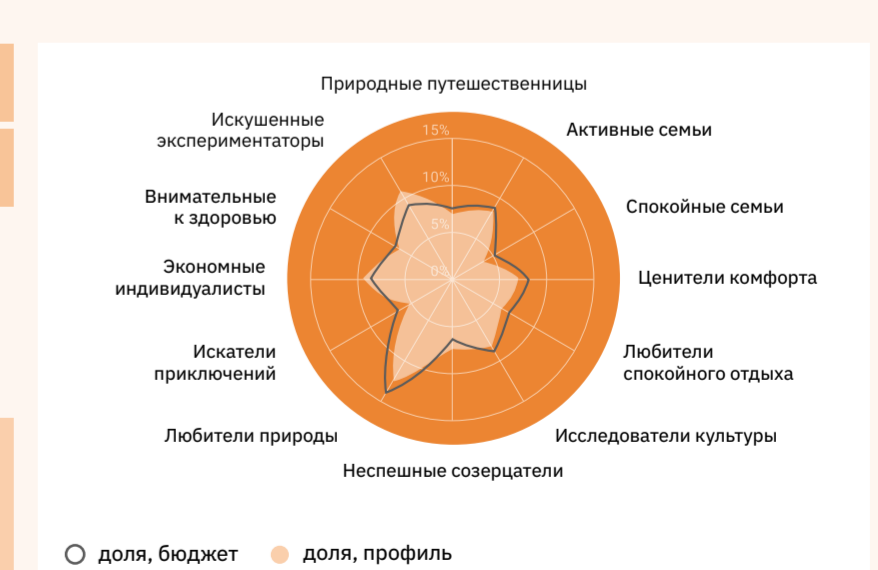 Природные путешественницы
Искушенные
экспериментаторы
15%
Активные семьи
10%
Внимательные
к здоровью
Спокойные семьи
5%
Экономные
индивидуалисты
0%
Ценители комфорта
Искатели
приключений
Любители
спокойного отдыха
Любители природы
Исследователи культуры
Неспешные созерцатели
доля, бюджет
доля, профиль